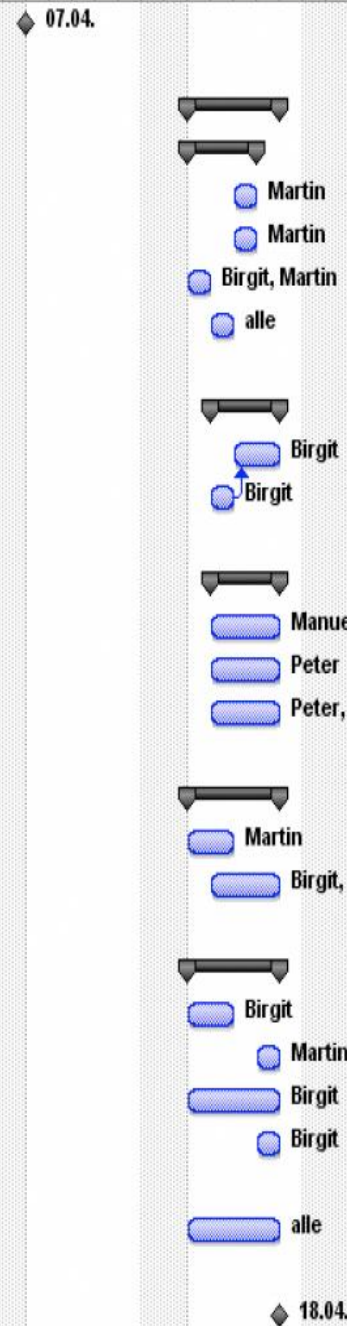 07.04.
Martin
Martin
Birgit, Martin
alle
Birgit
Birgit
Manue
Peter
Peter,
Martin
Birgit,
Birgit
Martin
Birgit
Birgit
alle
18.04.